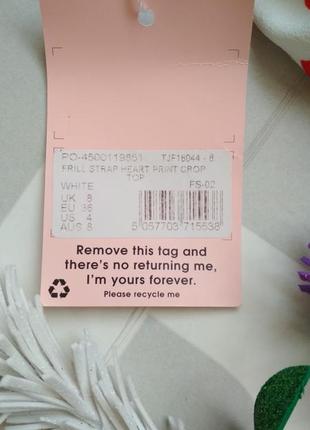 PO-4500119851 TJF16044 - 8
FRILL STRAP HEART PRINT CROP
TOP
WHITE FS-02
UK 8
EU 36
US 4
AUS 8
5 057703 715538
Remove this tag and
there's no returning me,
I'm yours forever.
Please recycle me